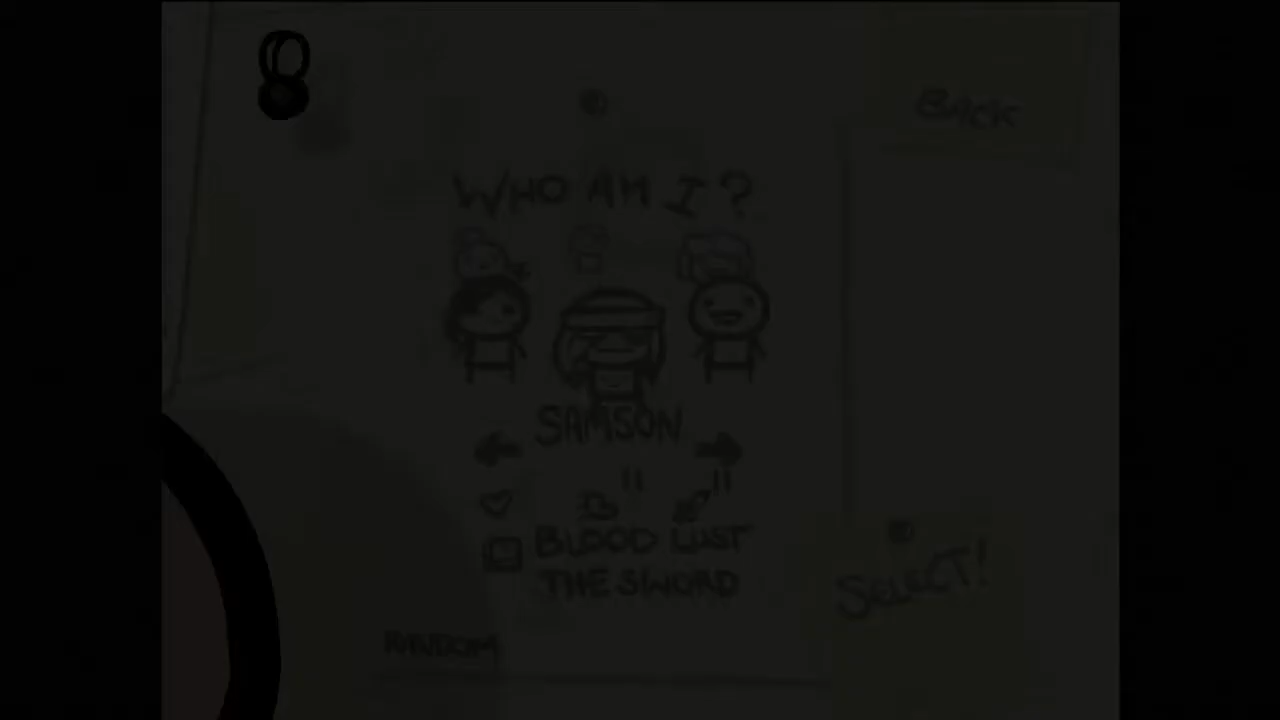 BACK
WHO AM I?
SAMSON
BLOOD LUST
THE SWORD
SELECT!
RANDOM